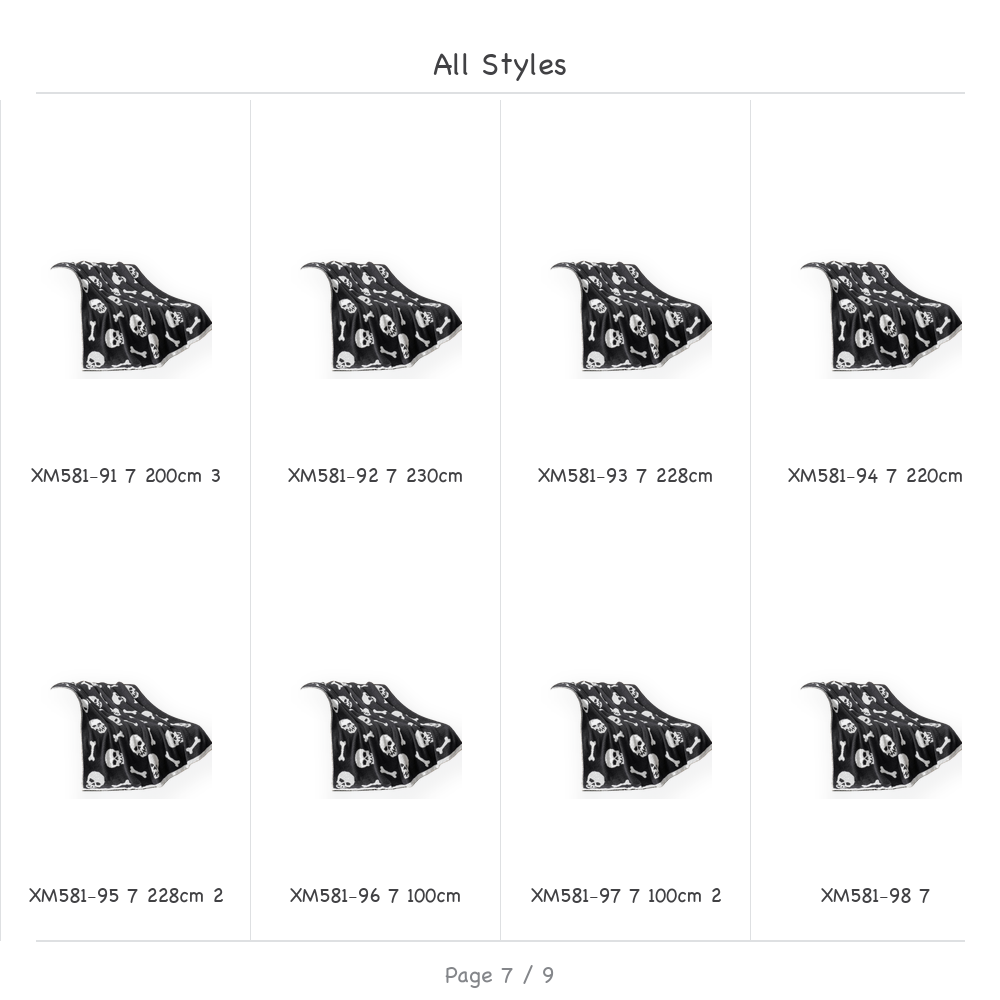 All Styles
XM581-91 7 200cm 3
XM581-92 7 230cm
XM581-93 7 228cm
XM581-94 7 220cm
XM581-95 7 228cm 2
XM581-96 7 100cm
XM581-97 7 100cm 2
XM581-98 7
Page 7 / 9